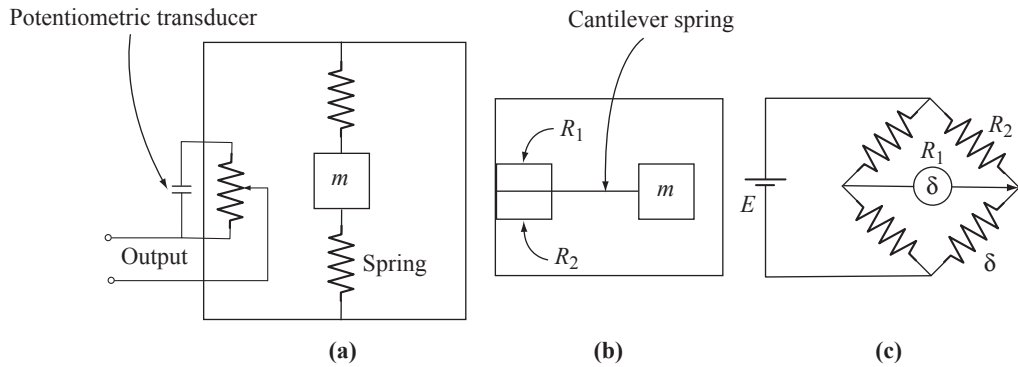 Potentiometric transducer
Output
m
Spring
(a)
Cantilever spring
R1
R2
m
(b)
E
R1
R2
δ
δ
(c)